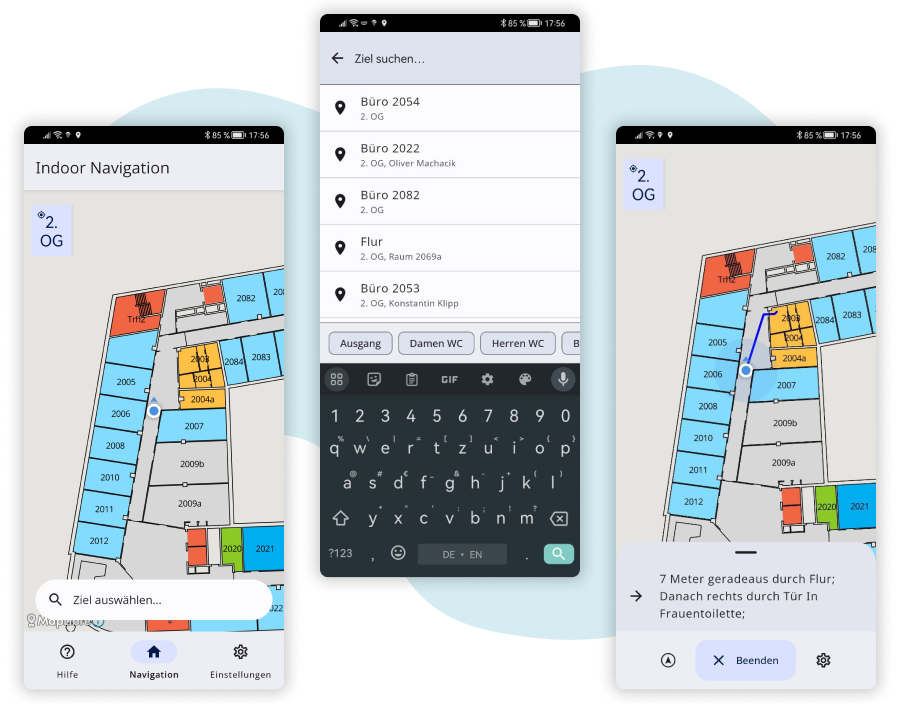 85 % 17:56
Indoor Navigation
2.
OG
Trh2
2082
2003
2084
2083
2004
2005
2004a
2006
2007
2008
2009b
2010
2009a
2011
2012
2020
2021
Ziel auswählen...
Hilfe
Navigation
Einstellungen
85 % 17:56
Ziel suchen...
Büro 2054
2. OG
Büro 2022
2. OG, Oliver Machacik
Büro 2082
2. OG
Flur
2. OG, Raum 2069a
Büro 2053
2. OG, Konstantin Klipp
Ausgang
Damen WC
Herren WC
B
GIF
1 2 3 4 5 6 7 8 9 0
q w e r t z u i o p
a s d f g h j k l
y x c v b n m
?123 , DE • EN .
85 % 17:56
2.
OG
Trh2
2082
2003
2084
2083
2005
2004
2004a
2006
2007
2008
2009b
2010
2009a
2011
2012
2020
2021
7 Meter geradeaus durch Flur;
Danach rechts durch Tür In
Frauentoilette;
Beenden